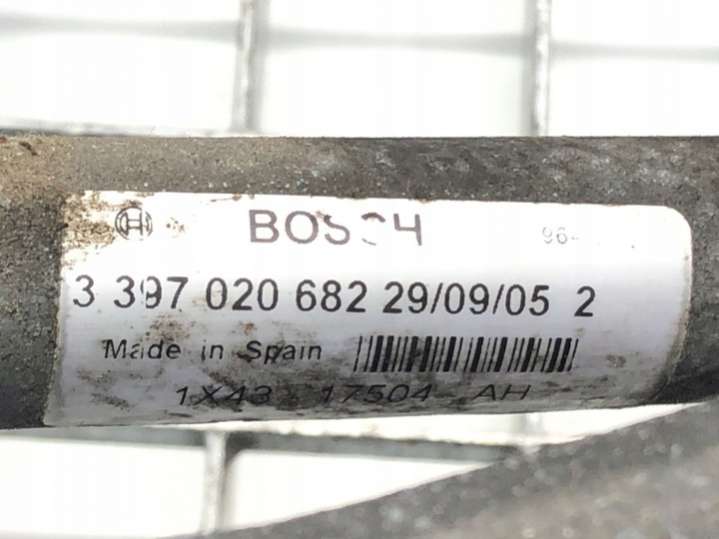 BOSCH
3 397 020 682 29/09/05 2
Made in Spain
1X43 17504 AH